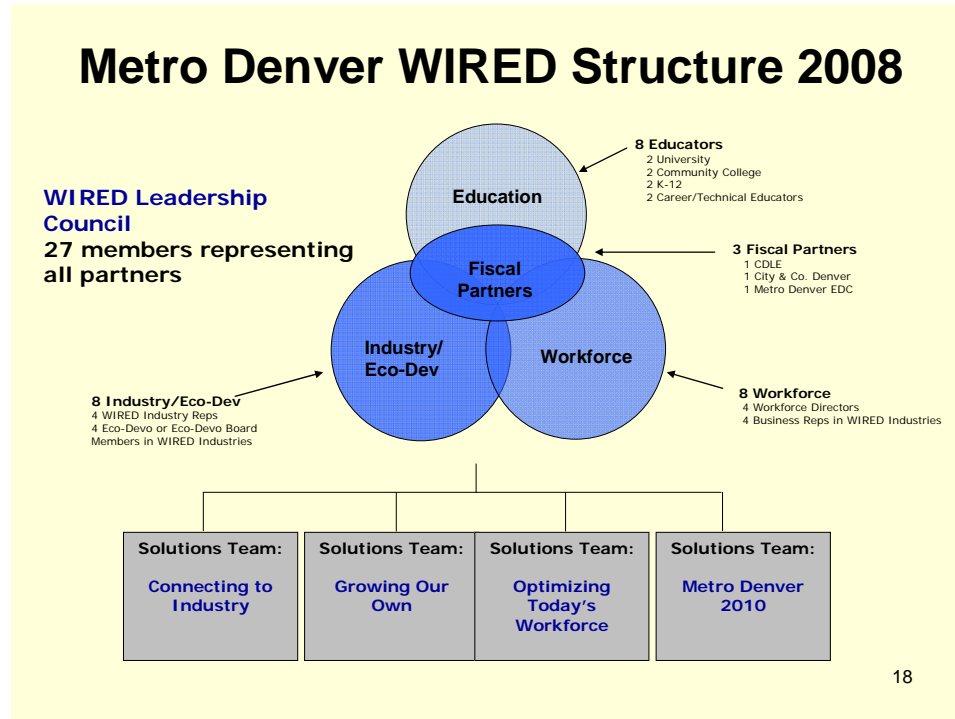 Metro Denver WIRED Structure 2008
WIRED Leadership
Council
27 members representing
all partners
Education
8 Educators
2 University
2 Community College
2 K-12
2 Career/Technical Educators
Fiscal
Partners
3 Fiscal Partners
1 CDLE
1 City & Co. Denver
1 Metro Denver EDC
Industry/
Eco-Dev
Workforce
8 Industry/Eco-Dev
4 WIRED Industry Reps
4 Eco-Devo or Eco-Devo Board
Members in WIRED Industries
8 Workforce
4 Workforce Directors
4 Business Reps in WIRED Industries
Solutions Team:
Connecting to
Industry
Solutions Team:
Growing Our
Own
Solutions Team:
Optimizing
Today's
Workforce
Solutions Team:
Metro Denver
2010
18